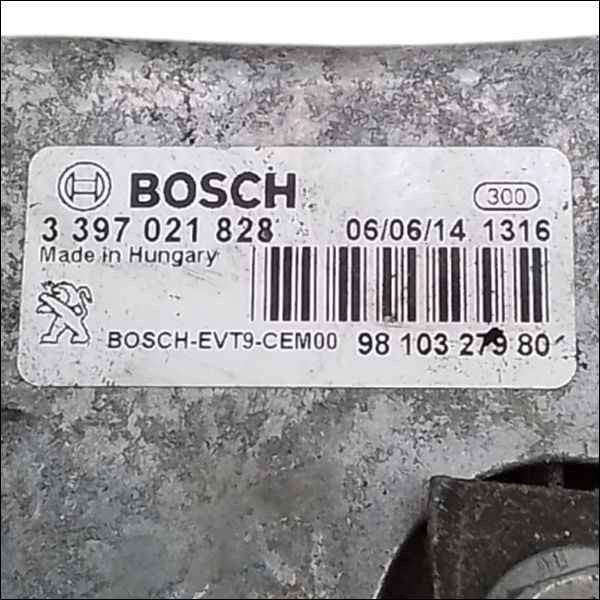 BOSCH 300
3 397 021 828 06/06/14 1316
Made in Hungary
BOSCH-EVT9-CEM00 98 103 279 80